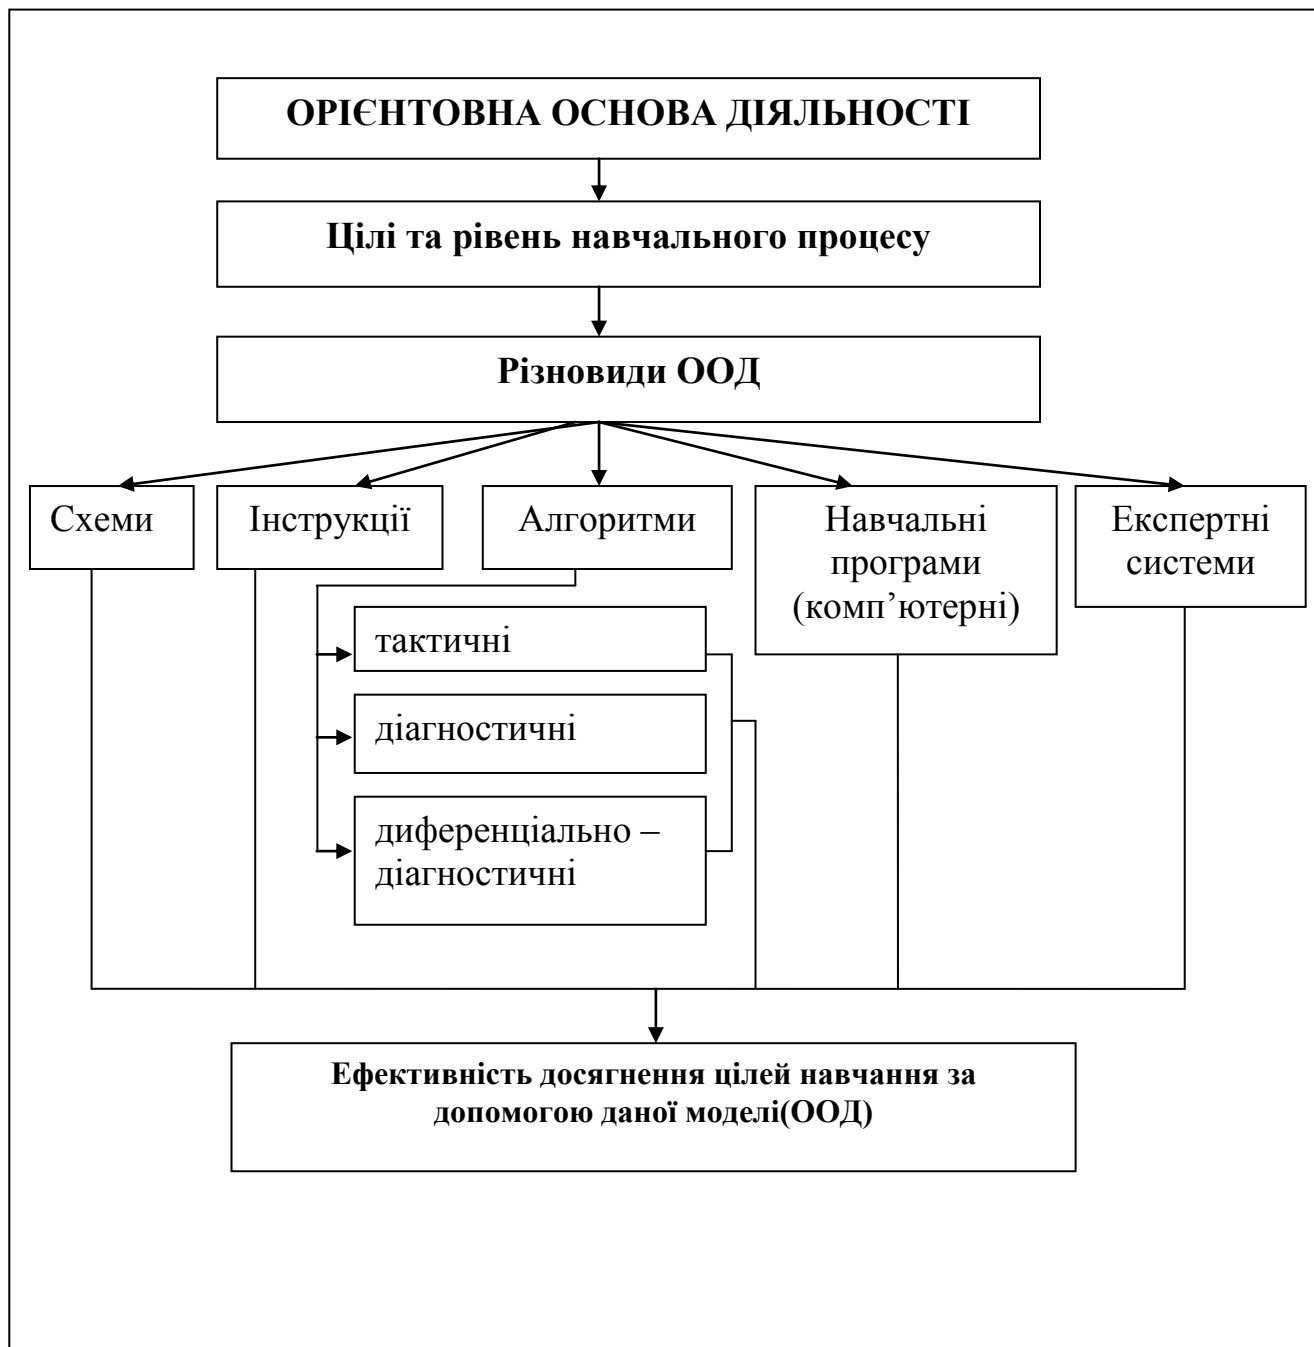 ОРІЄНТОВНА ОСНОВА ДІЯЛЬНОСТІ
Цілі та рівень навчального процесу
Різновиди ООД
Схеми
Інструкції
Алгоритми
Навчальні
програми
(комп’ютерні)
Експертні
системи
тактичні
діагностичні
диференціально –
діагностичні
Ефективність досягнення цілей навчання за
допомогою даної моделі(ООД)